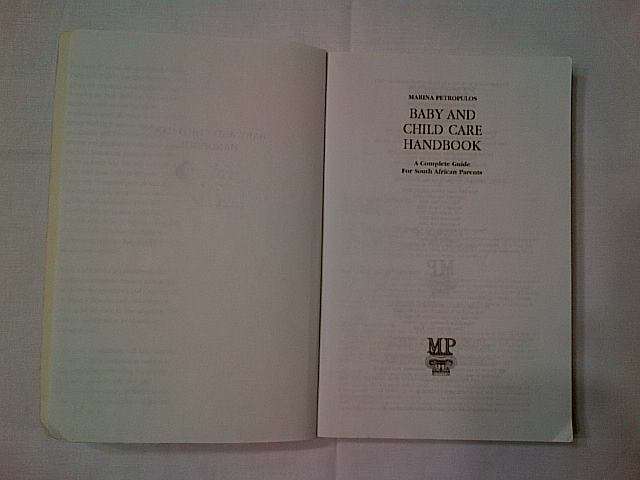 MARINA PETROPULOS
BABY AND
CHILD CARE
HANDBOOK
A Complete Guide
For South African Parents
MP